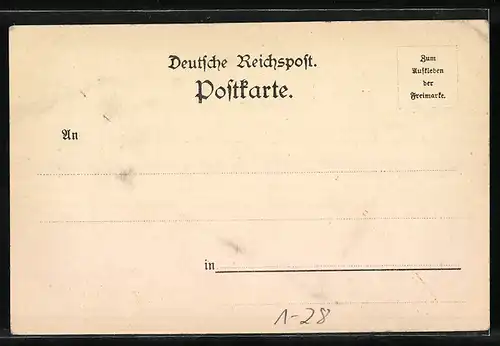 Deutsche Reichspost.
Postkarte.
Zum
Aufkleben
der
Freimarke.
An
in
1-28